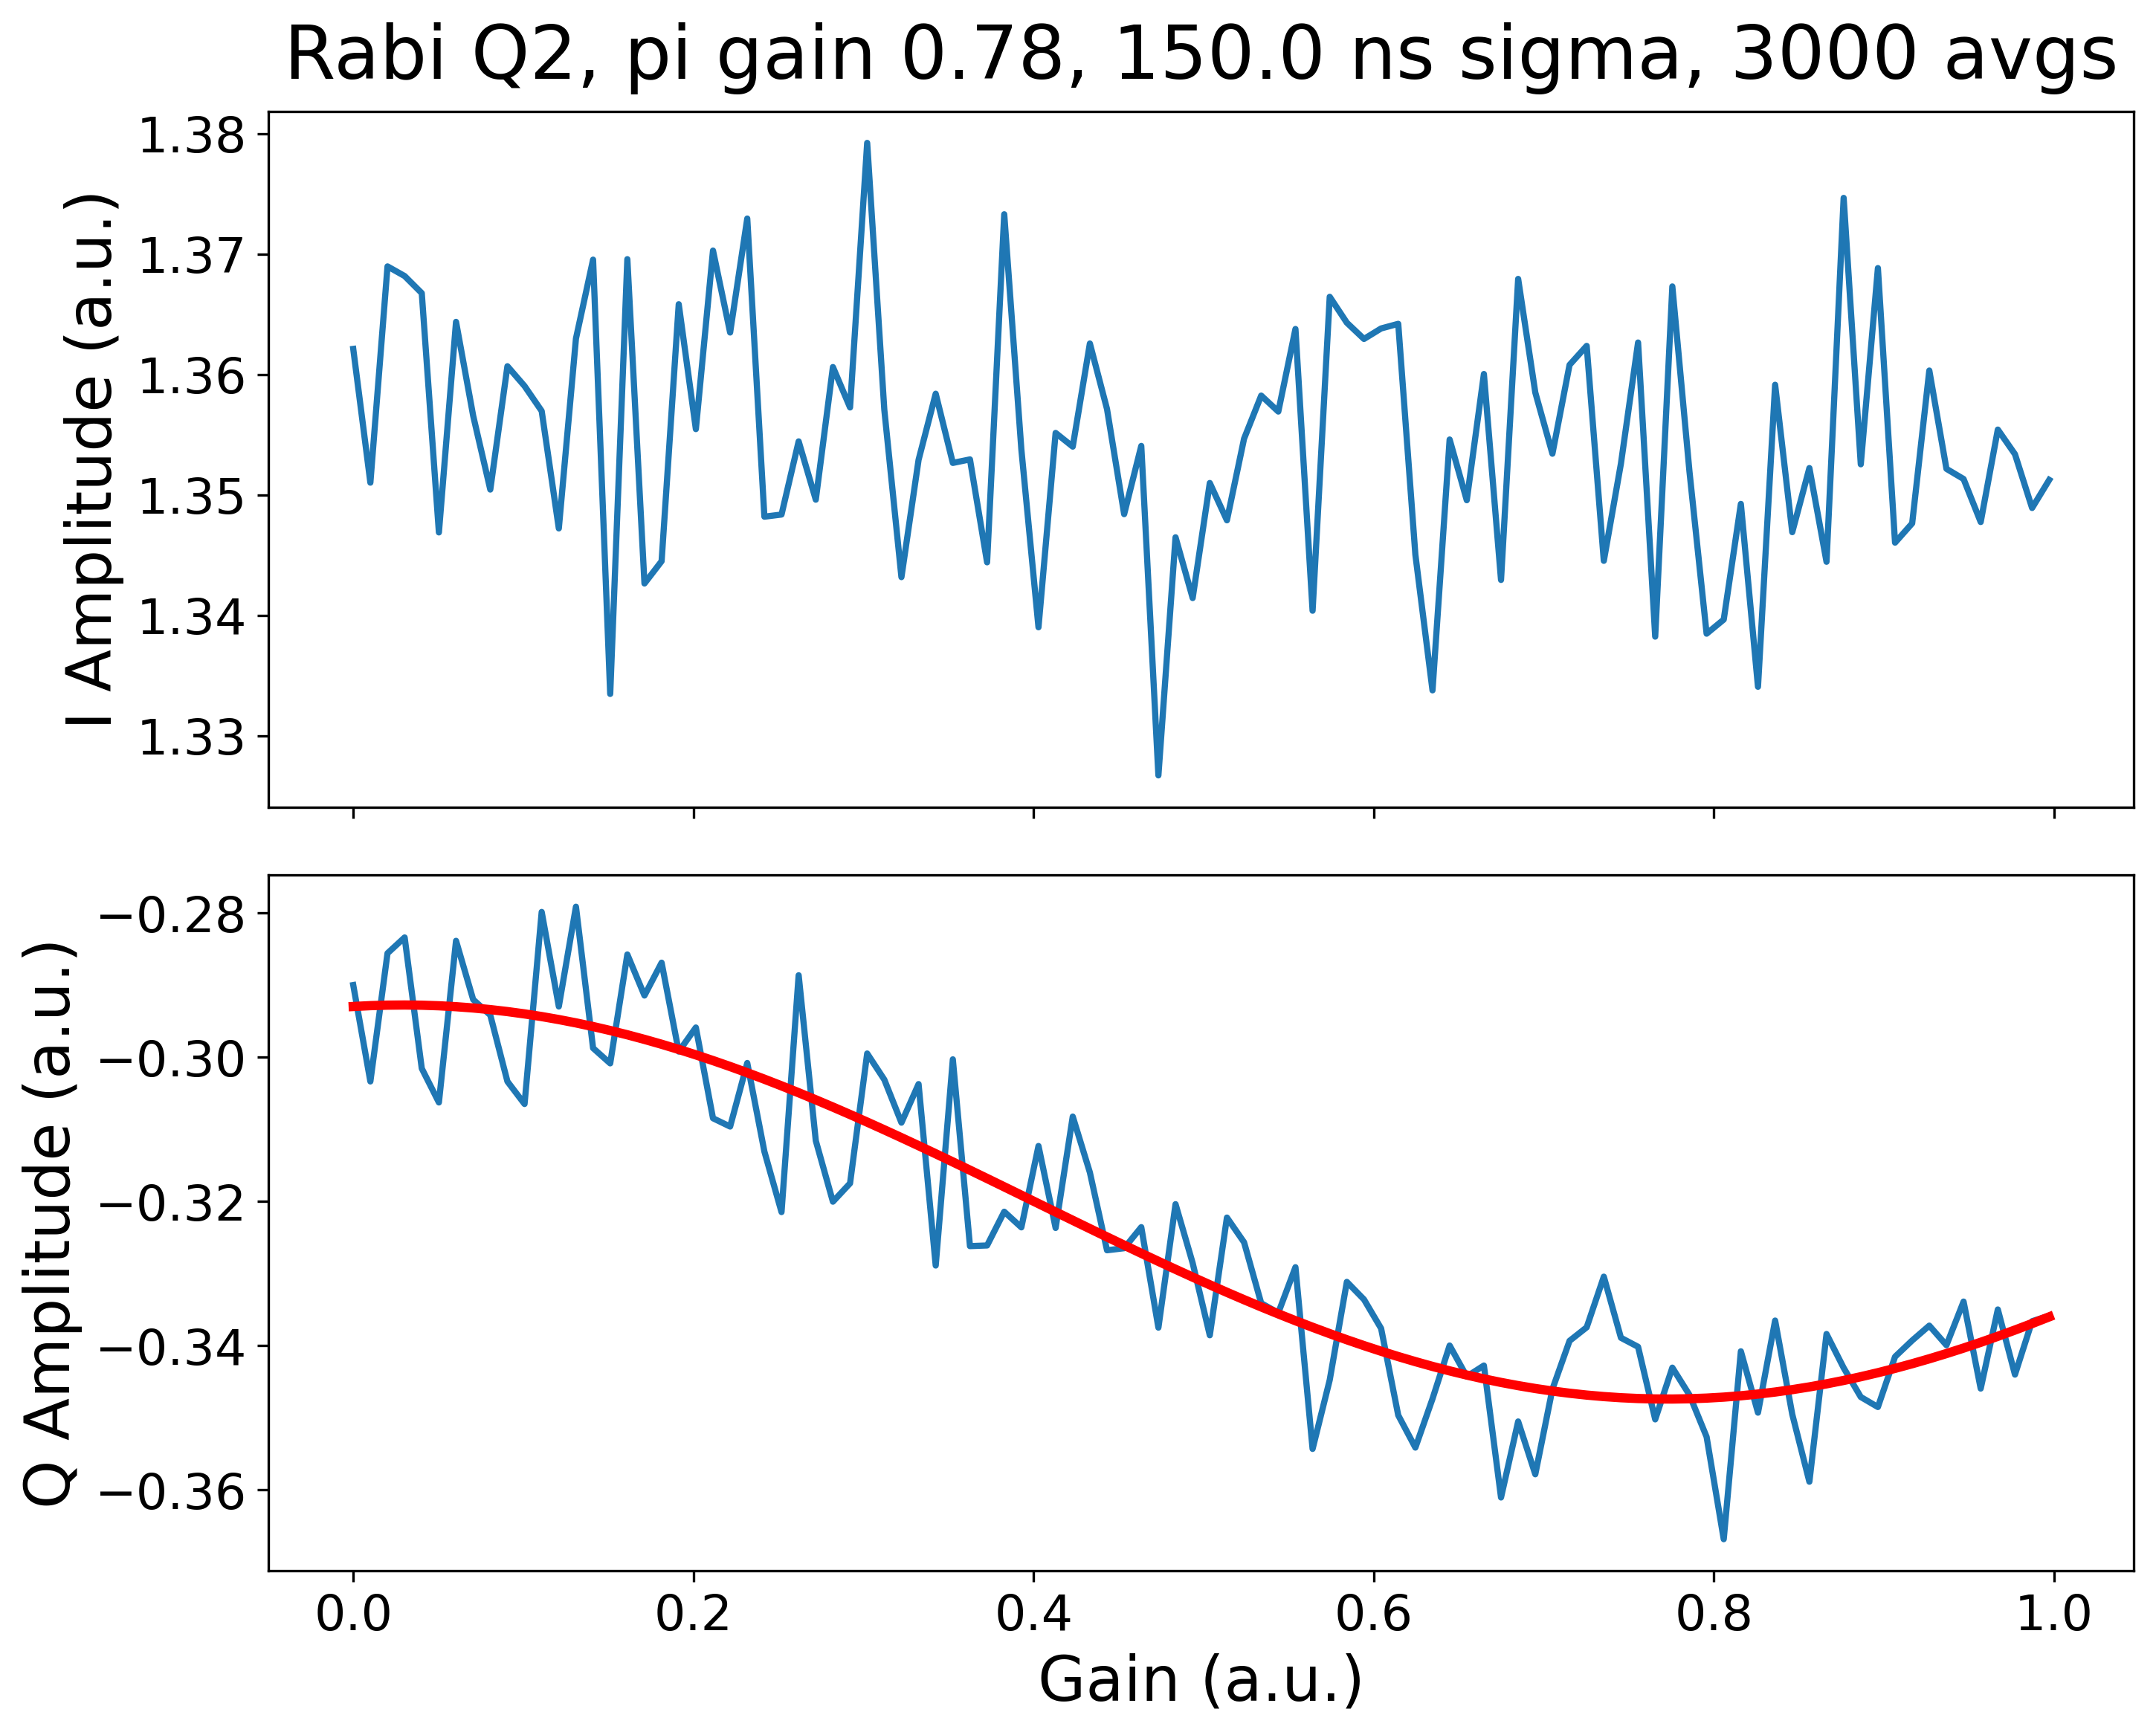 Rabi Q2, pi gain 0.78, 150.0 ns sigma, 3000 avgs
I Amplitude (a.u.)
1.38
1.37
1.36
1.35
1.34
1.33
Q Amplitude (a.u.)
−0.28
−0.30
−0.32
−0.34
−0.36
0.0 0.2 0.4 0.6 0.8 1.0
Gain (a.u.)